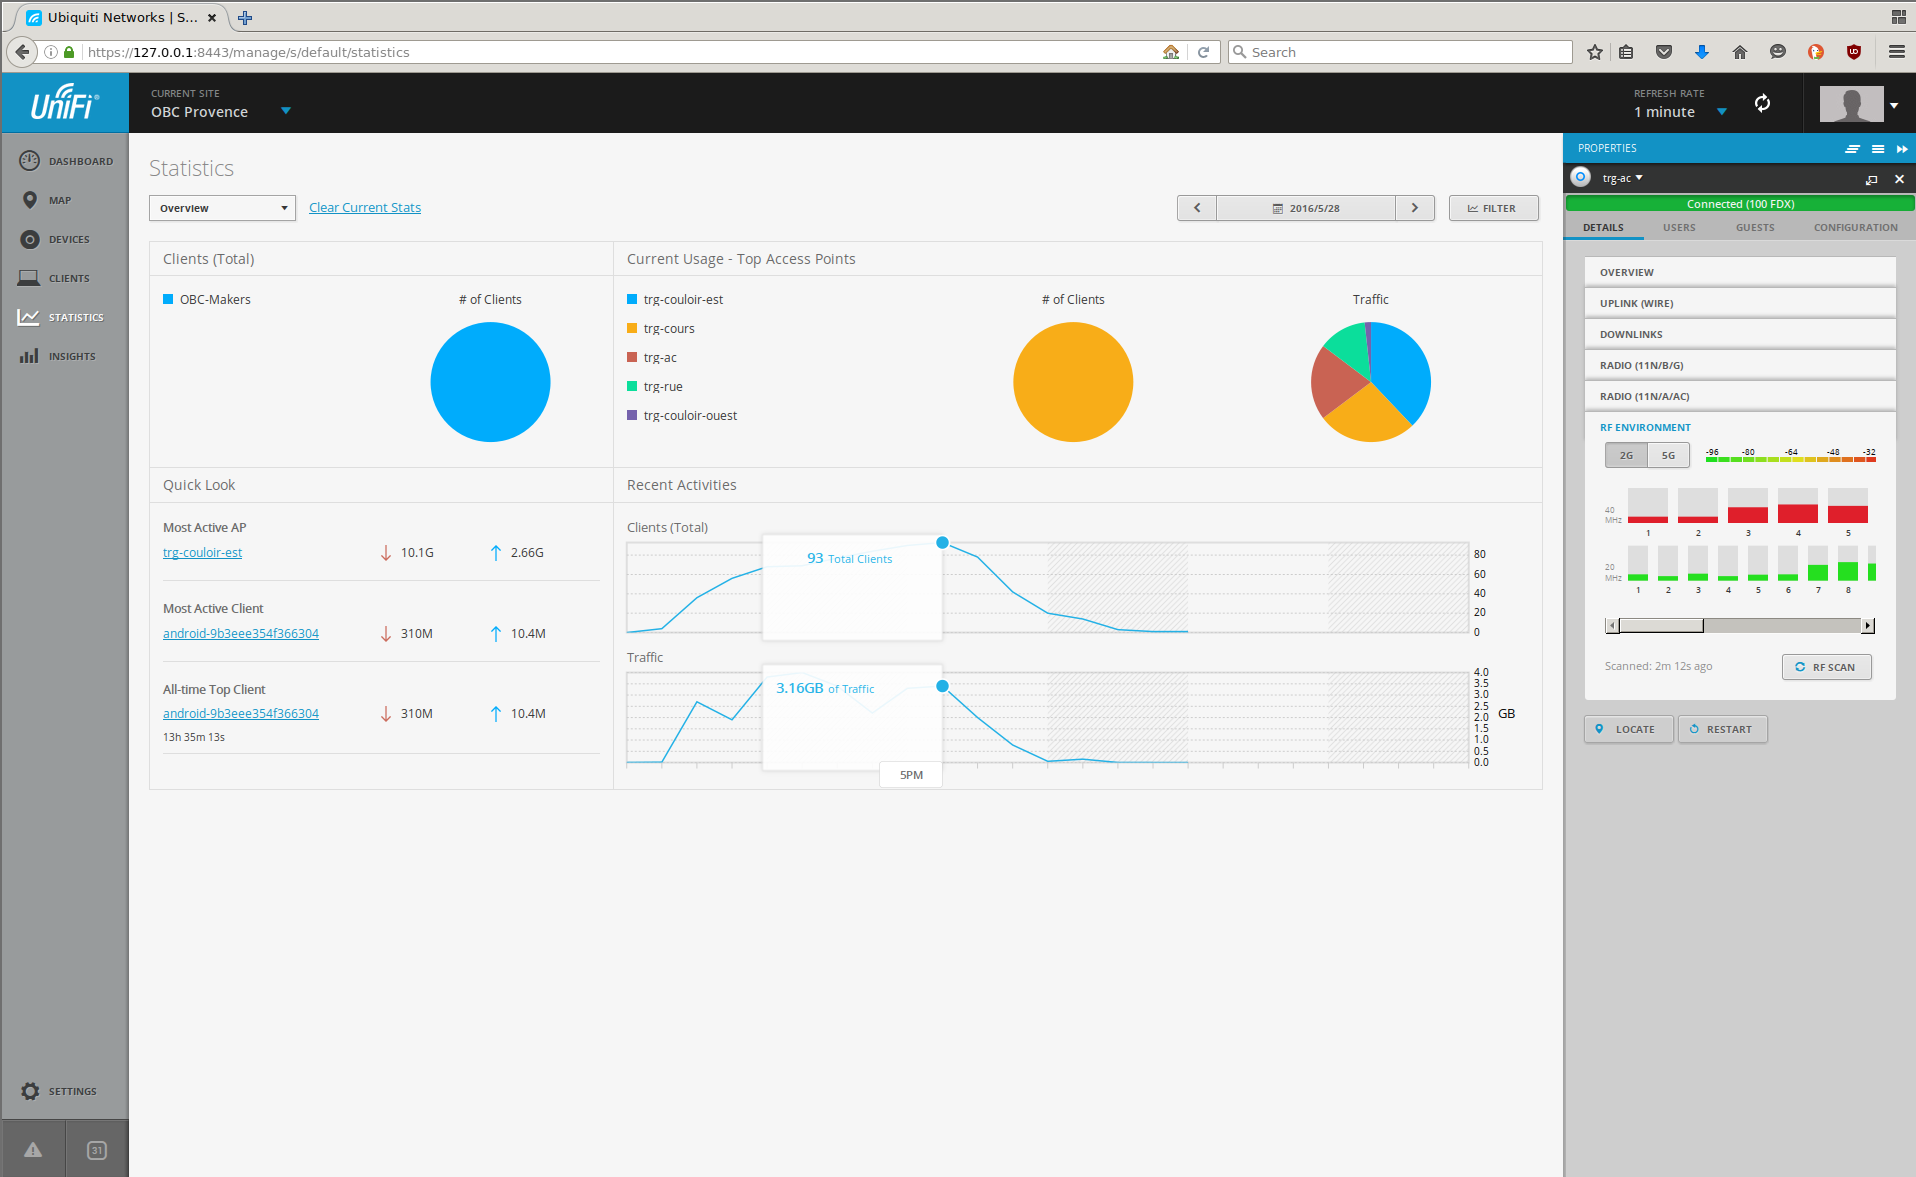 Ubiquiti Networks | S...
https://127.0.0.1:8443/manage/s/default/statistics
Search
UniFi
CURRENT SITE
OBC Provence
REFRESH RATE
1 minute
DASHBOARD
MAP
DEVICES
CLIENTS
STATISTICS
INSIGHTS
SETTINGS
31
Statistics
Overview
Clear Current Stats
2016/5/28
FILTER
Clients (Total)
OBC-Makers
# of Clients
Current Usage - Top Access Points
trg-couloir-est
trg-cours
trg-ac
trg-rue
trg-couloir-ouest
# of Clients
Traffic
Quick Look
Most Active AP
trg-couloir-est 10.1G 2.66G
Most Active Client
android-9b3eee354f366304 310M 10.4M
All-time Top Client
android-9b3eee354f366304 310M 10.4M
13h 35m 13s
Recent Activities
Clients (Total)
93 Total Clients
80
60
40
20
0
Traffic
3.16GB of Traffic
4.0
3.5
3.0
2.5
2.0
1.5
1.0
0.5
0.0
GB
5PM
PROPERTIES
trg-ac
Connected (100 FDX)
DETAILS USERS GUESTS CONFIGURATION
OVERVIEW
UPLINK (WIRE)
DOWNLINKS
RADIO (11N/B/G)
RADIO (11N/A/AC)
RF ENVIRONMENT
2G 5G
-96 -80 -64 -48 -32
40
MHz
1 2 3 4 5
20
MHz
1 2 3 4 5 6 7 8
Scanned: 2m 12s ago
RF SCAN
LOCATE
RESTART